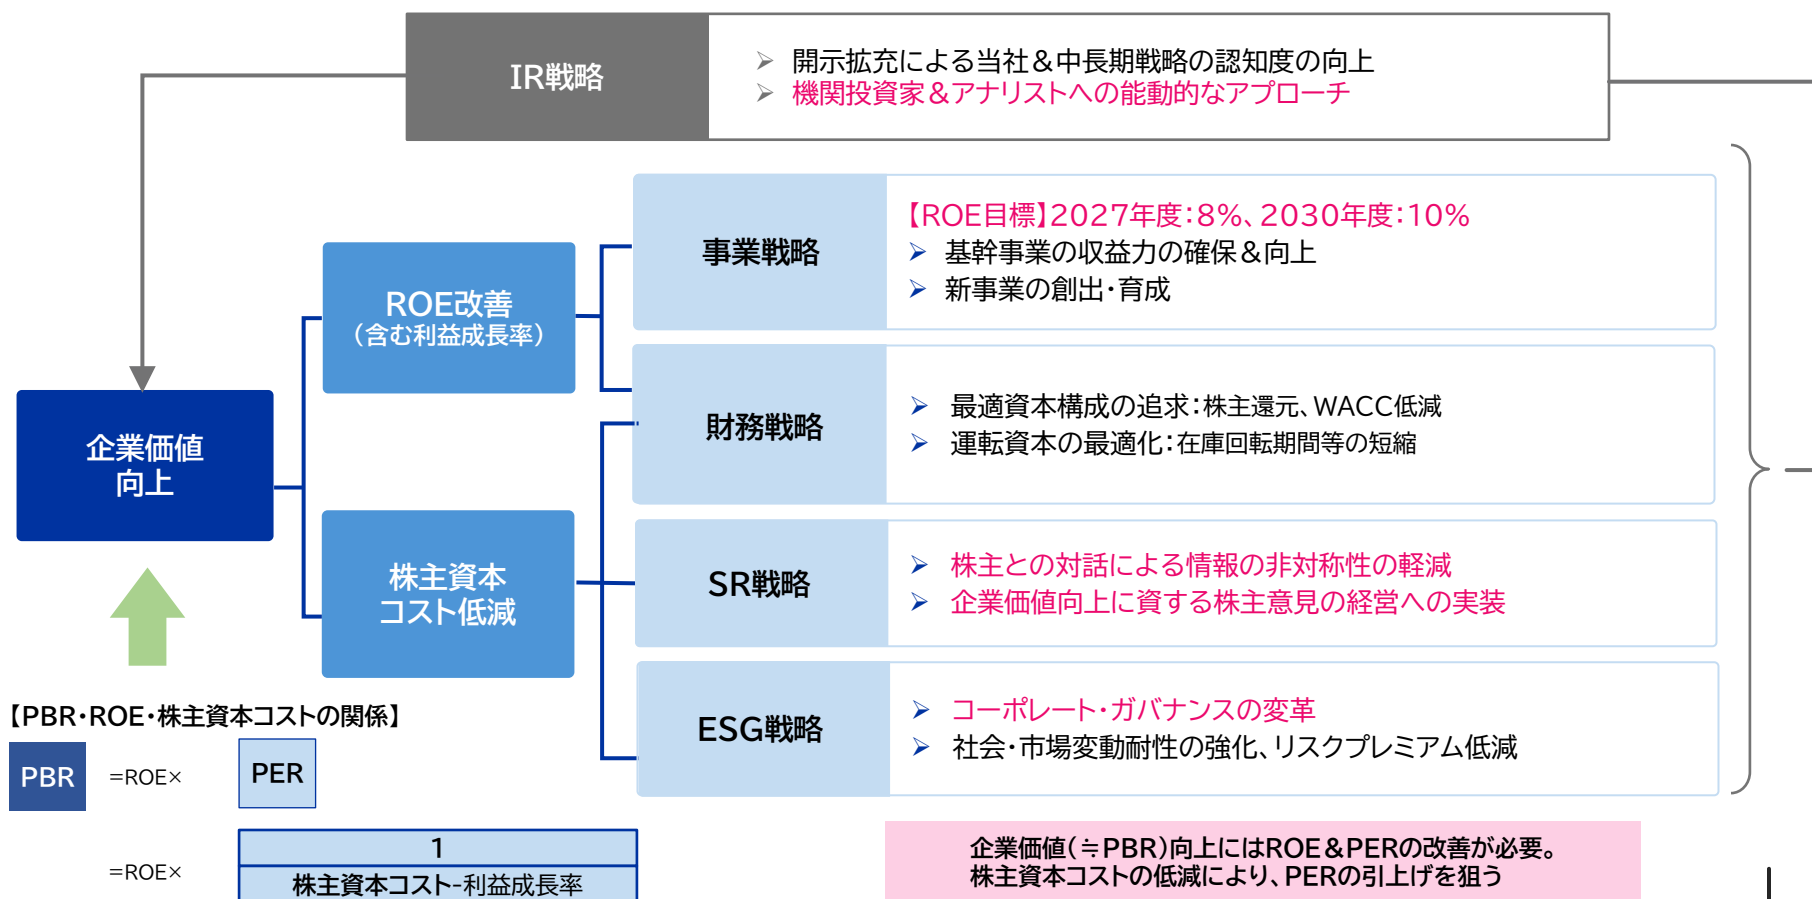 IR戦略
➢ 開示拡充による当社&中長期戦略の認知度の向上
➢ 機関投資家&アナリストへの能動的なアプローチ
企業価値
向上
ROE改善
(含む利益成長率)
株主資本
コスト低減
事業戦略
【ROE目標】2027年度:8%、2030年度:10%
➢ 基幹事業の収益力の確保&向上
➢ 新事業の創出・育成
財務戦略
➢ 最適資本構成の追求:株主還元、WACC低減
➢ 運転資本の最適化:在庫回転期間等の短縮
SR戦略
➢ 株主との対話による情報の非対称性の軽減
➢ 企業価値向上に資する株主意見の経営への実装
ESG戦略
➢ コーポレート・ガバナンスの変革
➢ 社会・市場変動耐性の強化、リスクプレミアム低減
【PBR・ROE・株主資本コストの関係】
PBR =ROE× PER
=ROE×
1
株主資本コスト-利益成長率
企業価値(≒PBR)向上にはROE&PERの改善が必要。
株主資本コストの低減により、PERの引上げを狙う